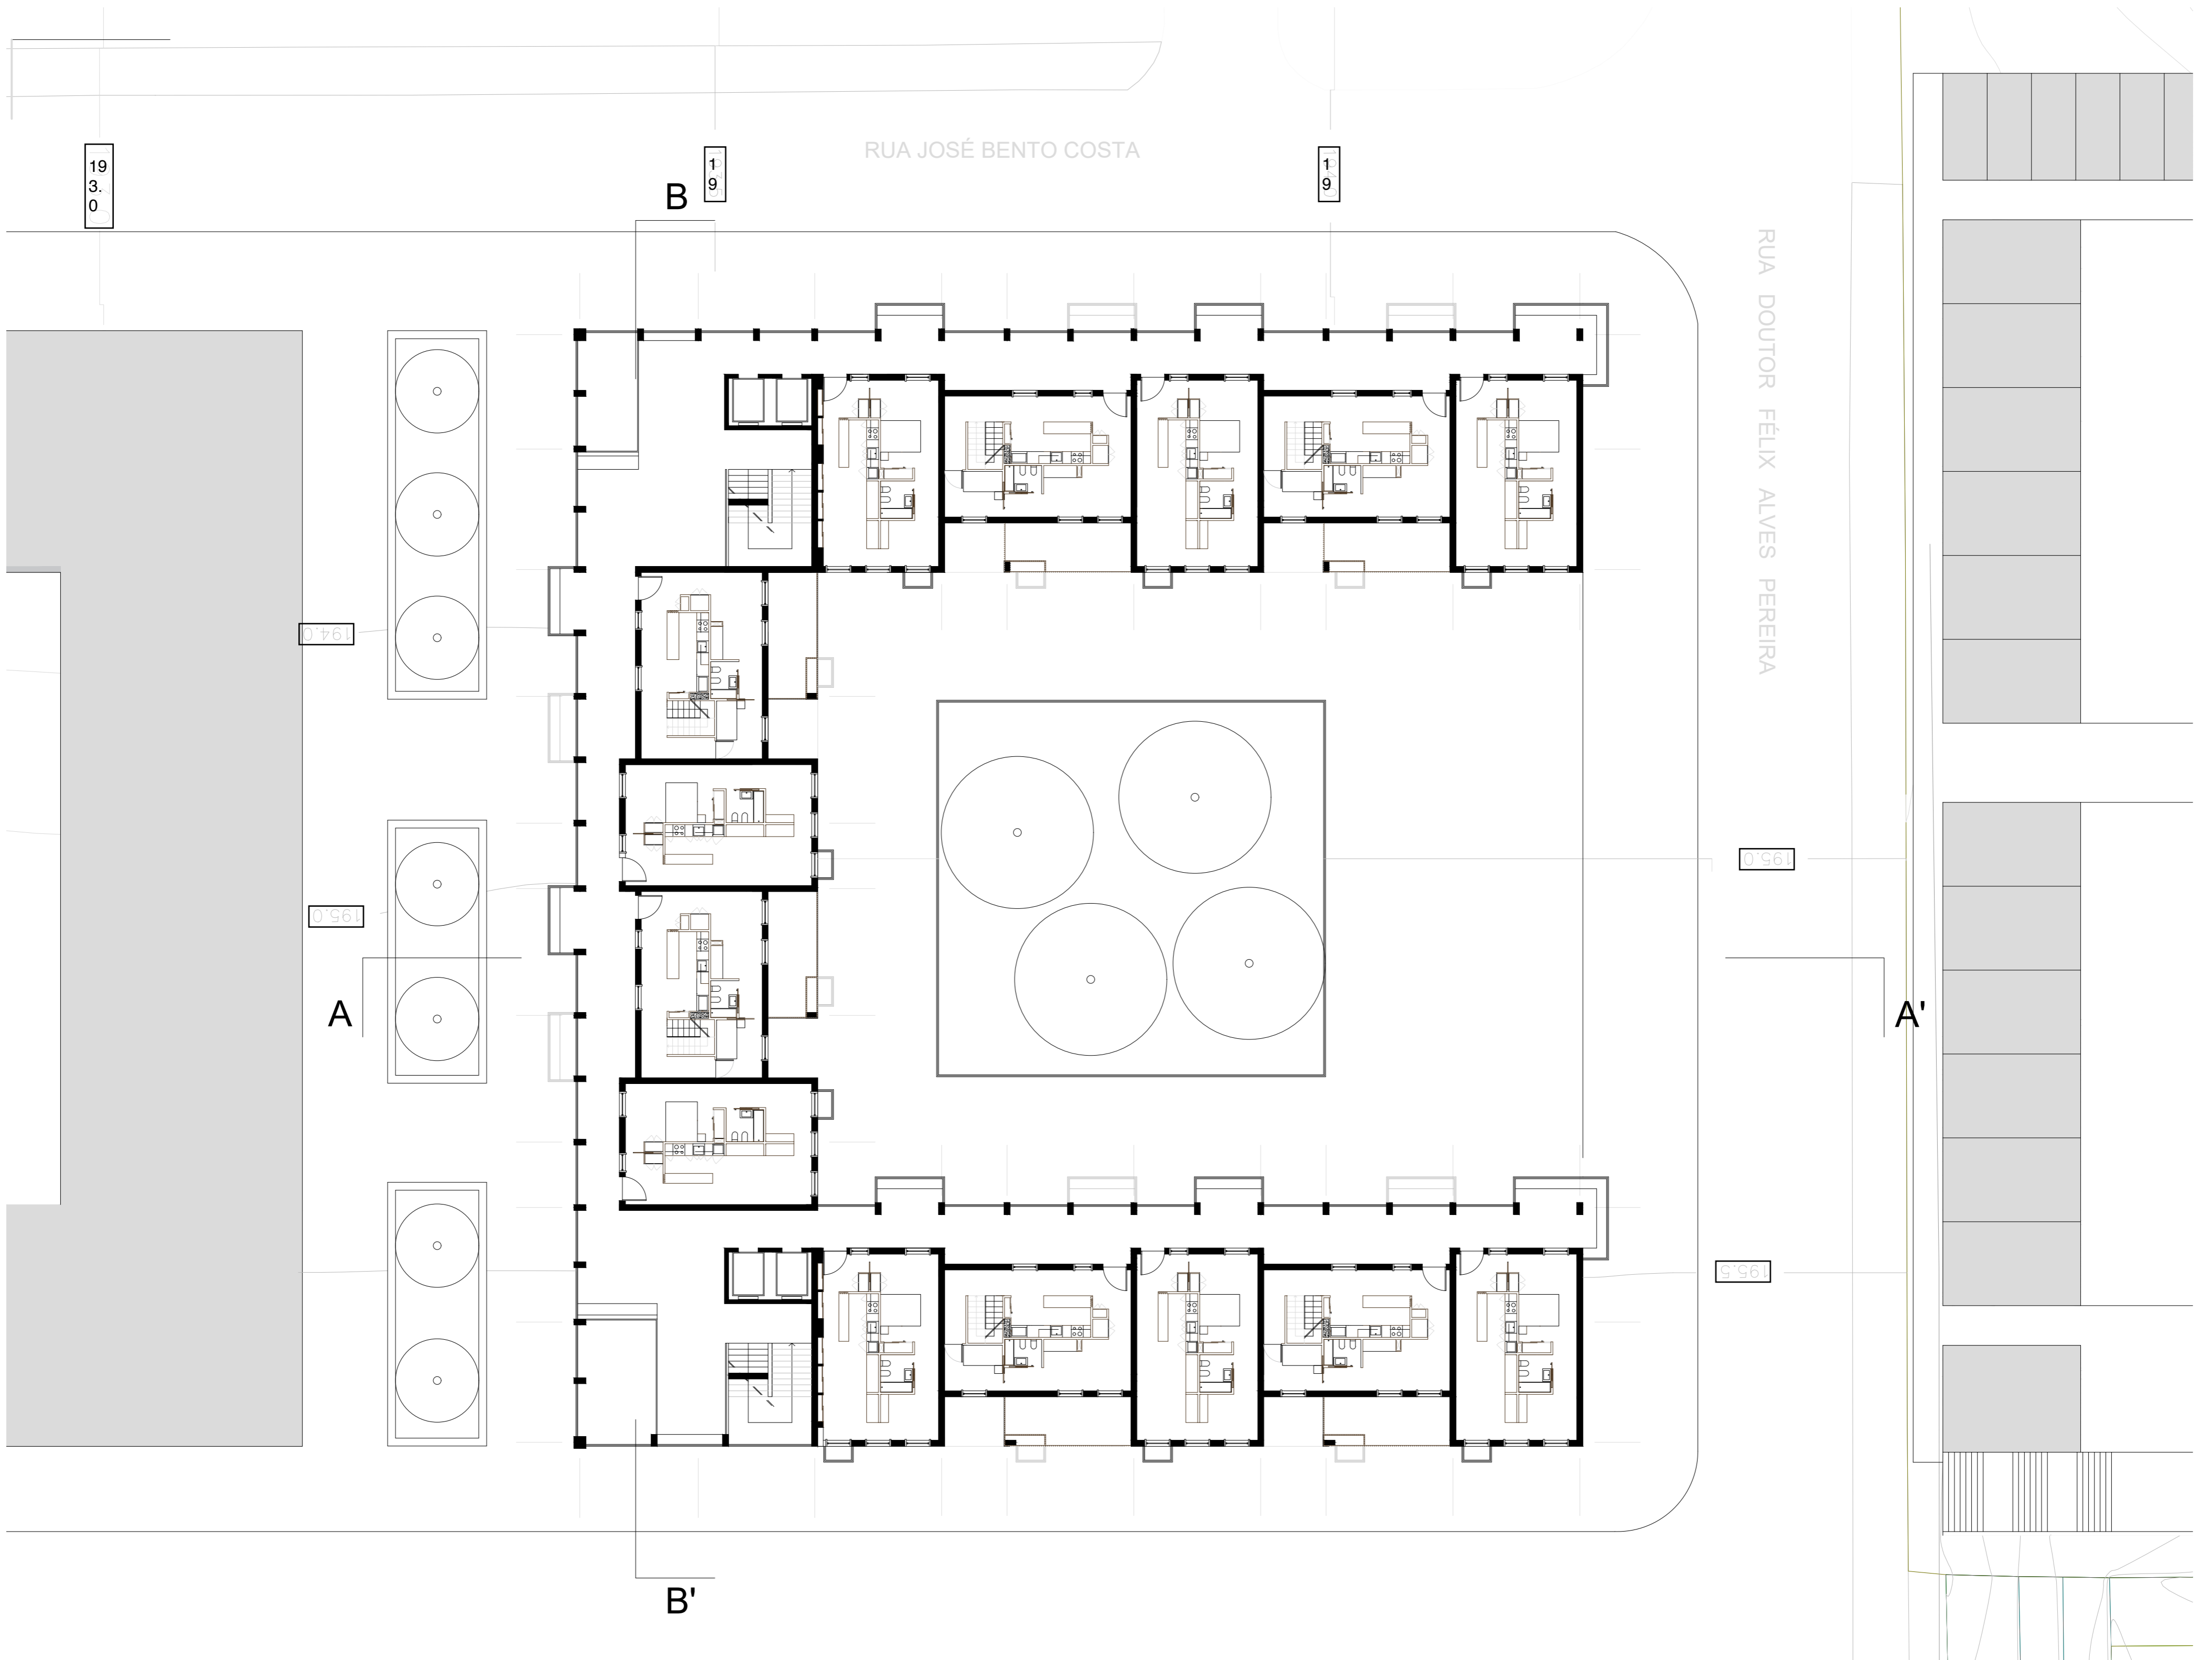 RUA JOSÉ BENTO COSTA
19
3.
0
1
9
1
9
B
RUA DOUTOR FÉLIX ALVES PEREIRA
194.0
195.0
195.0
A
A'
195.5
B'